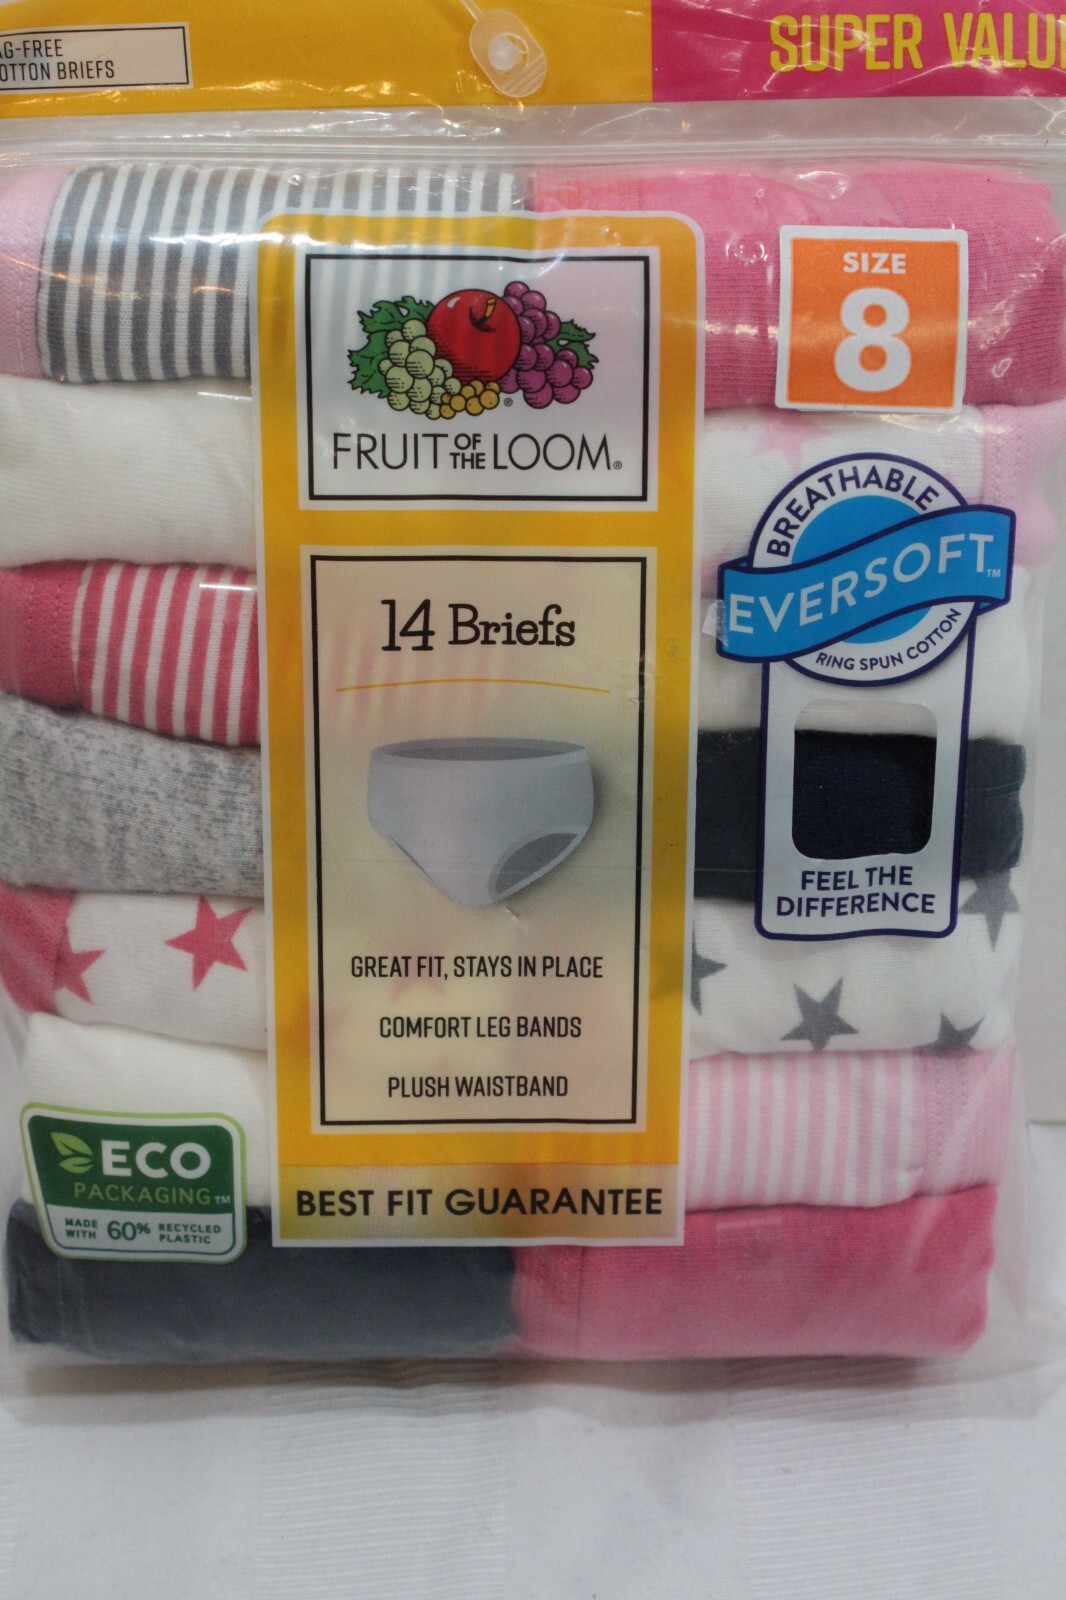 AG-FREE
OTTON BRIEFS
SUPER VALU
SIZE
8
FRUIT OF THE LOOM®
BREATHABLE
EVERSOFT™
RING SPUN COTTON
FEEL THE
DIFFERENCE
14 Briefs
GREAT FIT, STAYS IN PLACE
COMFORT LEG BANDS
PLUSH WAISTBAND
BEST FIT GUARANTEE
ECO
PACKAGING™
MADE WITH 60% RECYCLED PLASTIC